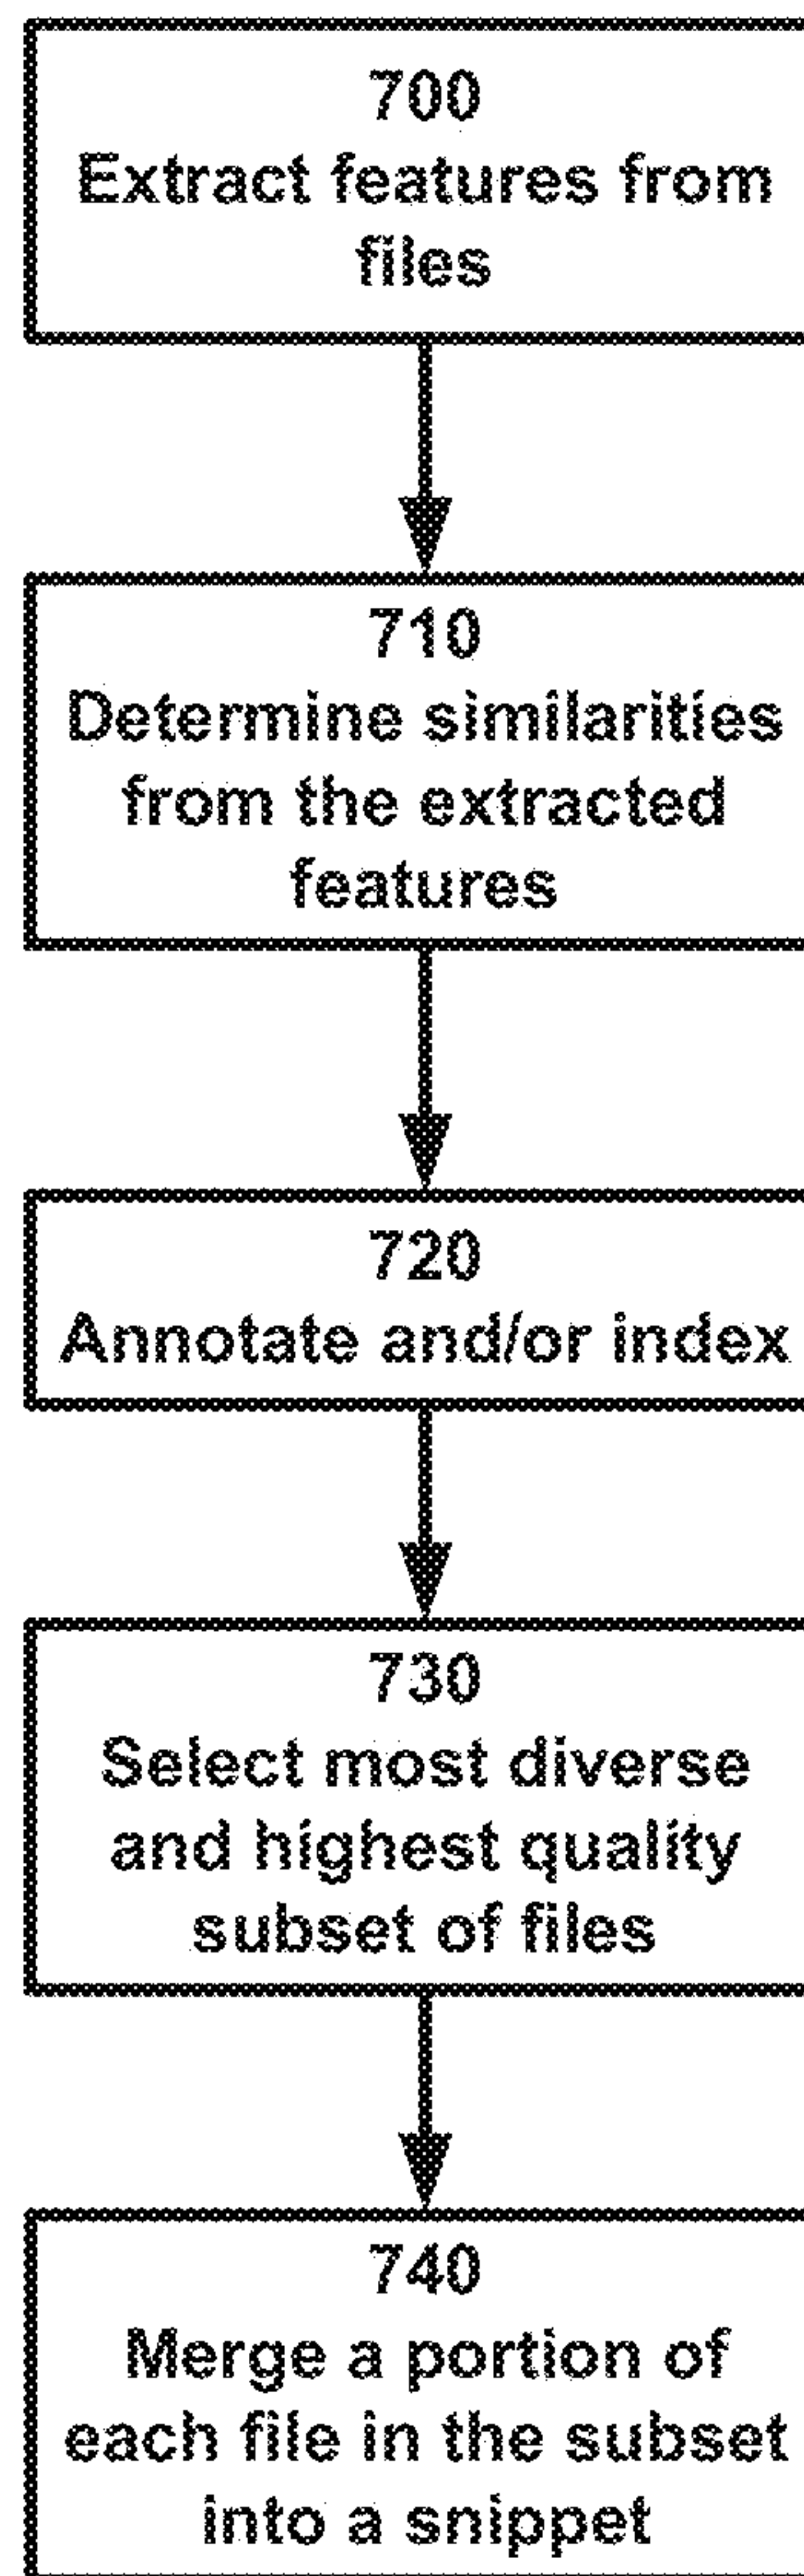 700
Extract features from
files
710
Determine similarities
from the extracted
features
720
Annotate and/or index
730
Select most diverse
and highest quality
subset of files
740
Merge a portion of
each file in the subset
into a snippet